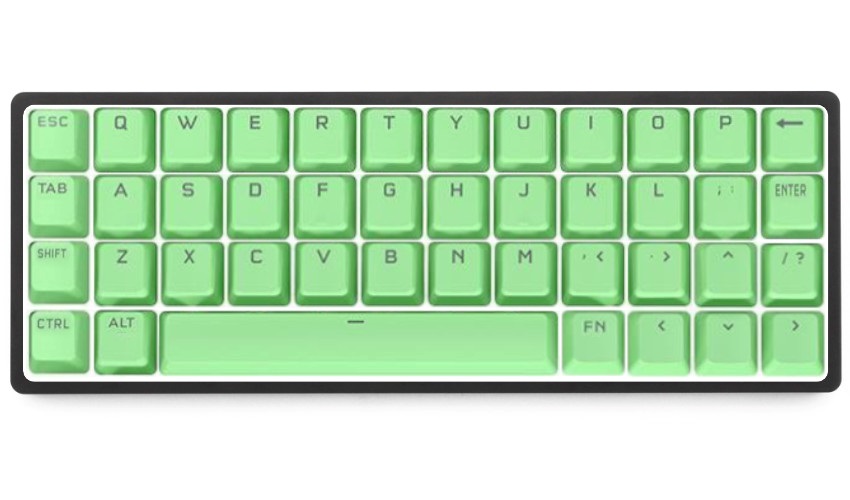 ESC Q W E R T Y U I O P ←
TAB A S D F G H J K L ; : ENTER
SHIFT Z X C V B N M , < . > ^ / ?
CTRL ALT — FN < ⌄ >